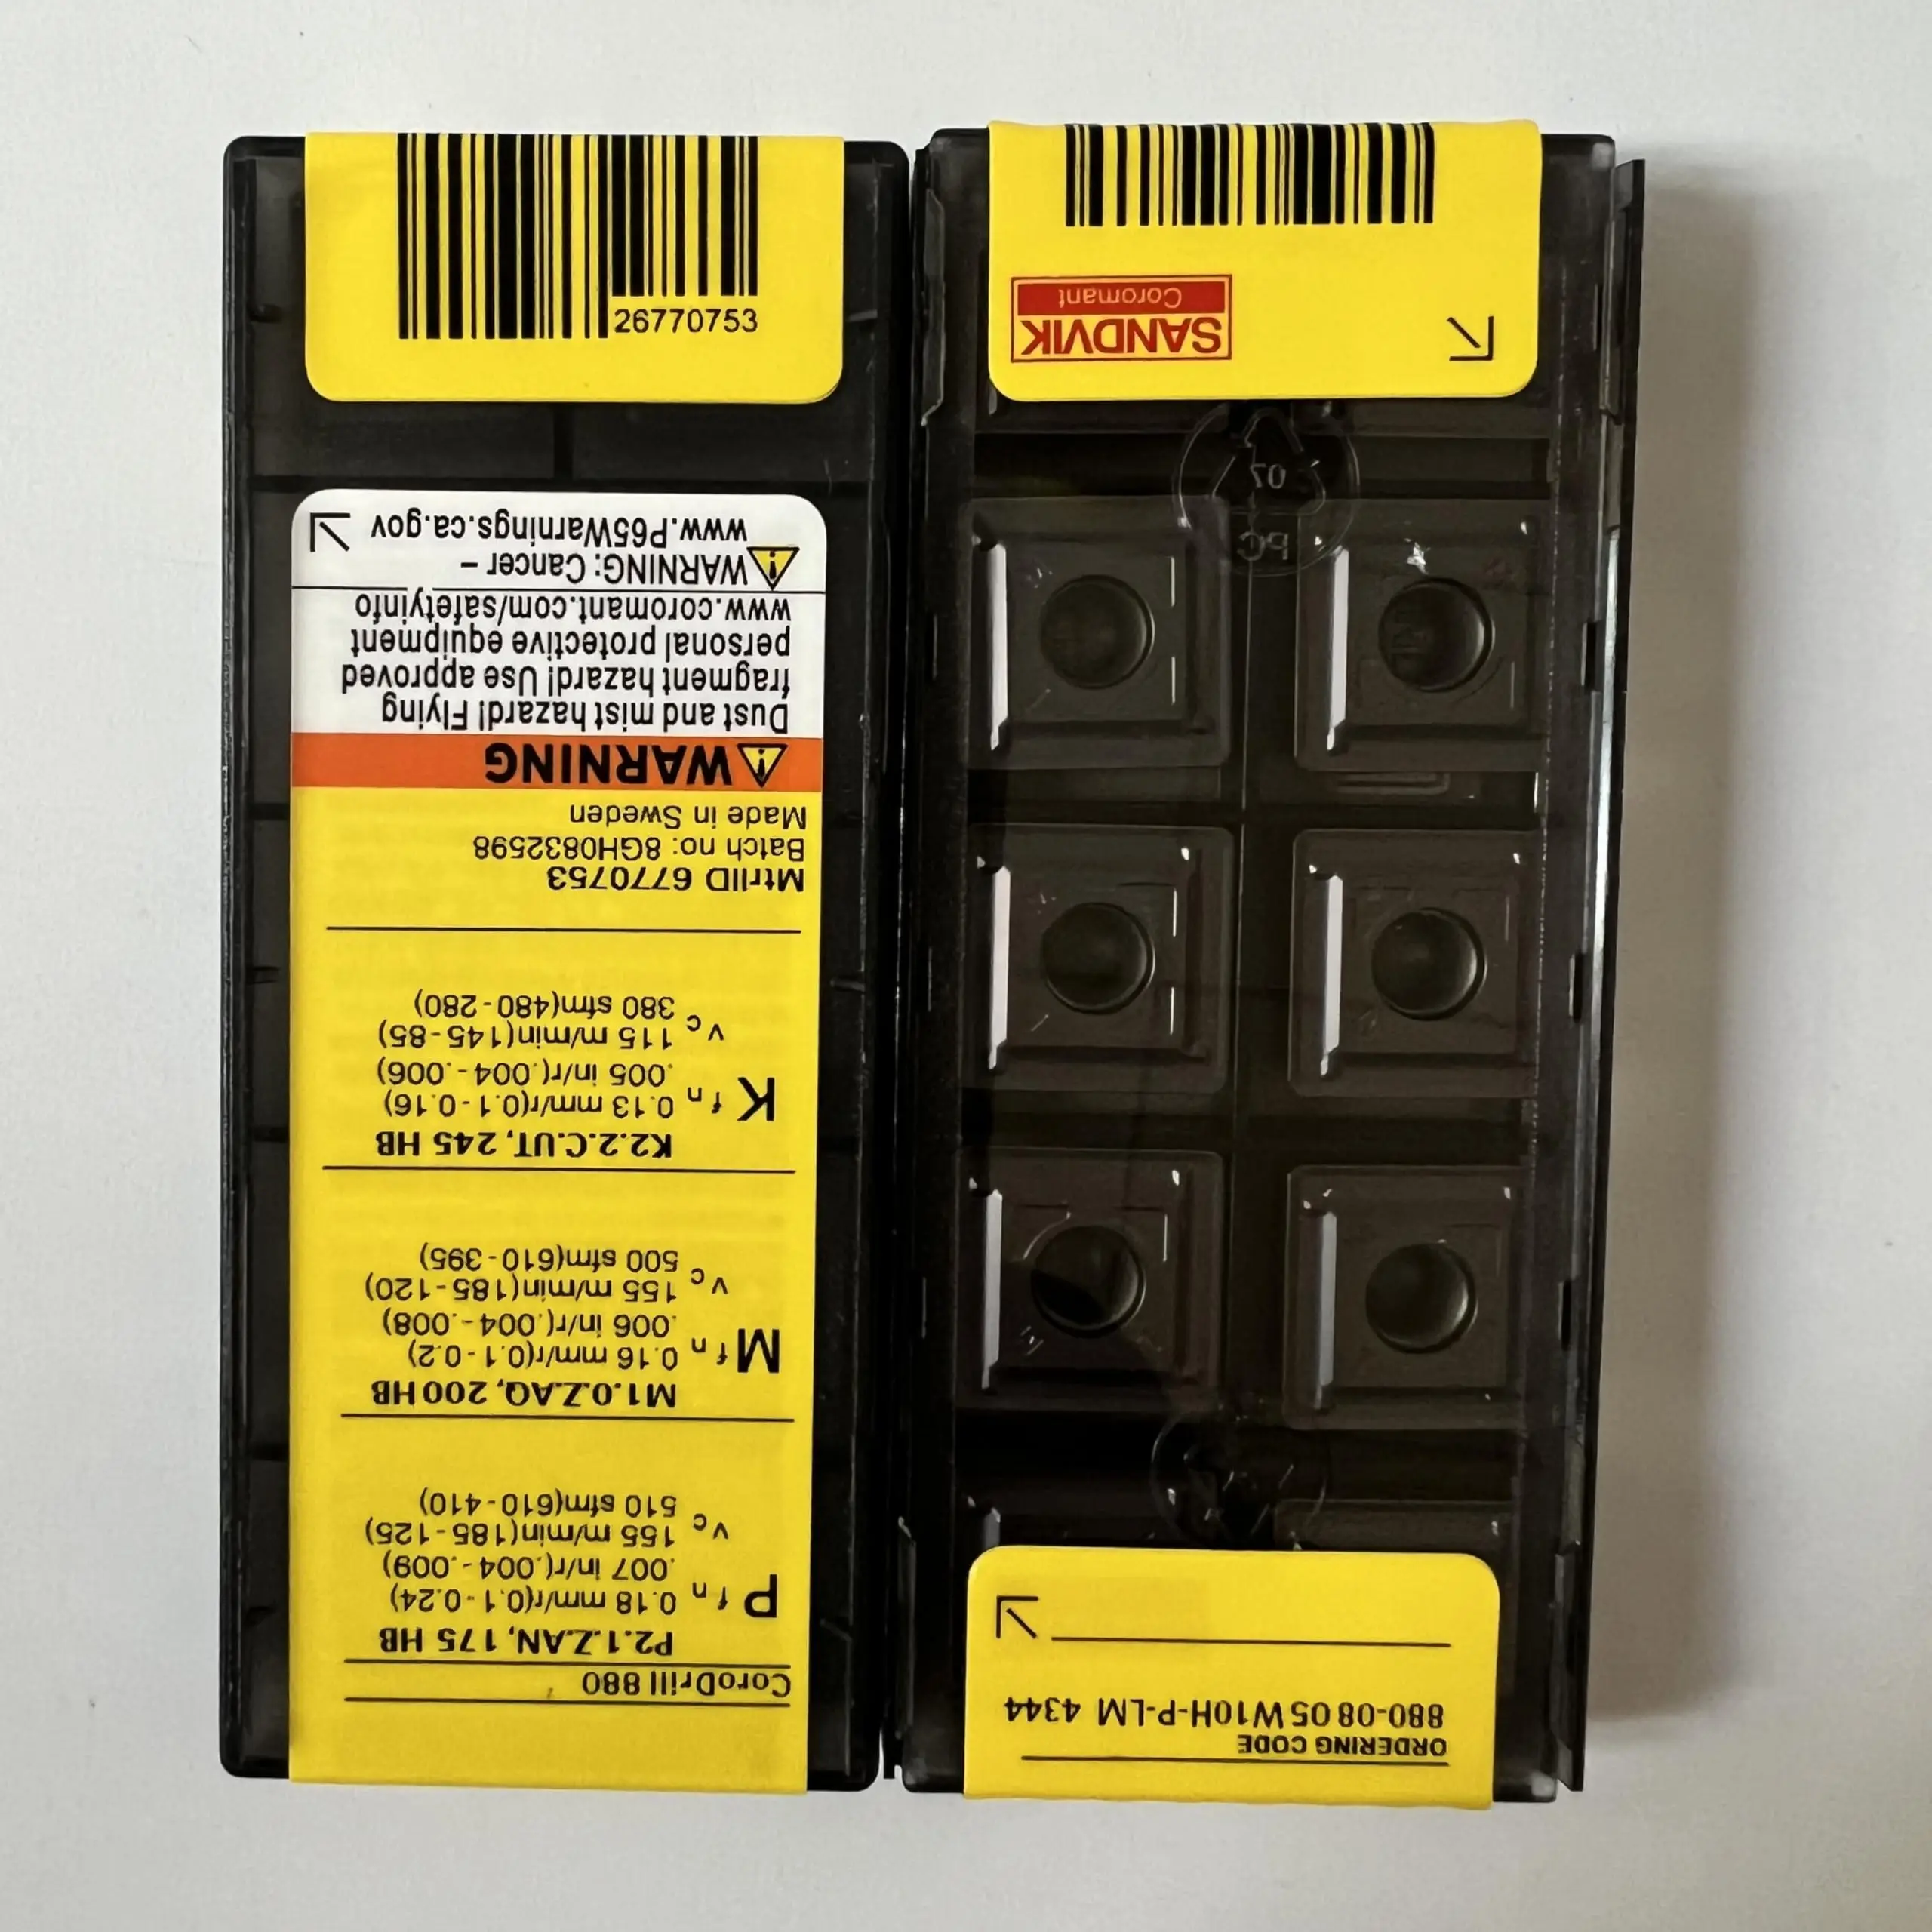 26770753
CoroDrill 880
P2.1.Z.AN, 175 HB
P fn 0.18 mm/r(0.1-0.24)
.007 in/r(.004-.009)
vc 155 m/min(185-125)
510 sfm(610-410)
M1.0.Z.AQ, 200 HB
M fn 0.16 mm/r(0.1-0.2)
.006 in/r(.004-.008)
vc 155 m/min(185-120)
500 sfm(610-395)
K2.2.C.UT, 245 HB
K fn 0.13 mm/r(0.1-0.16)
.005 in/r(.004-.006)
vc 115 m/min(145-85)
380 sfm(480-280)
MtrlID 6770753
Batch no: 8GH0832598
Made in Sweden
WARNING
Dust and mist hazard! Flying
fragment hazard! Use approved
personal protective equipment
www.coromant.com/safetyinfo
WARNING: Cancer –
www.P65Warnings.ca.gov
ORDERING CODE
880-08 05 W10H-P-LM 4344
SANDVIK
Coromant
07
PC